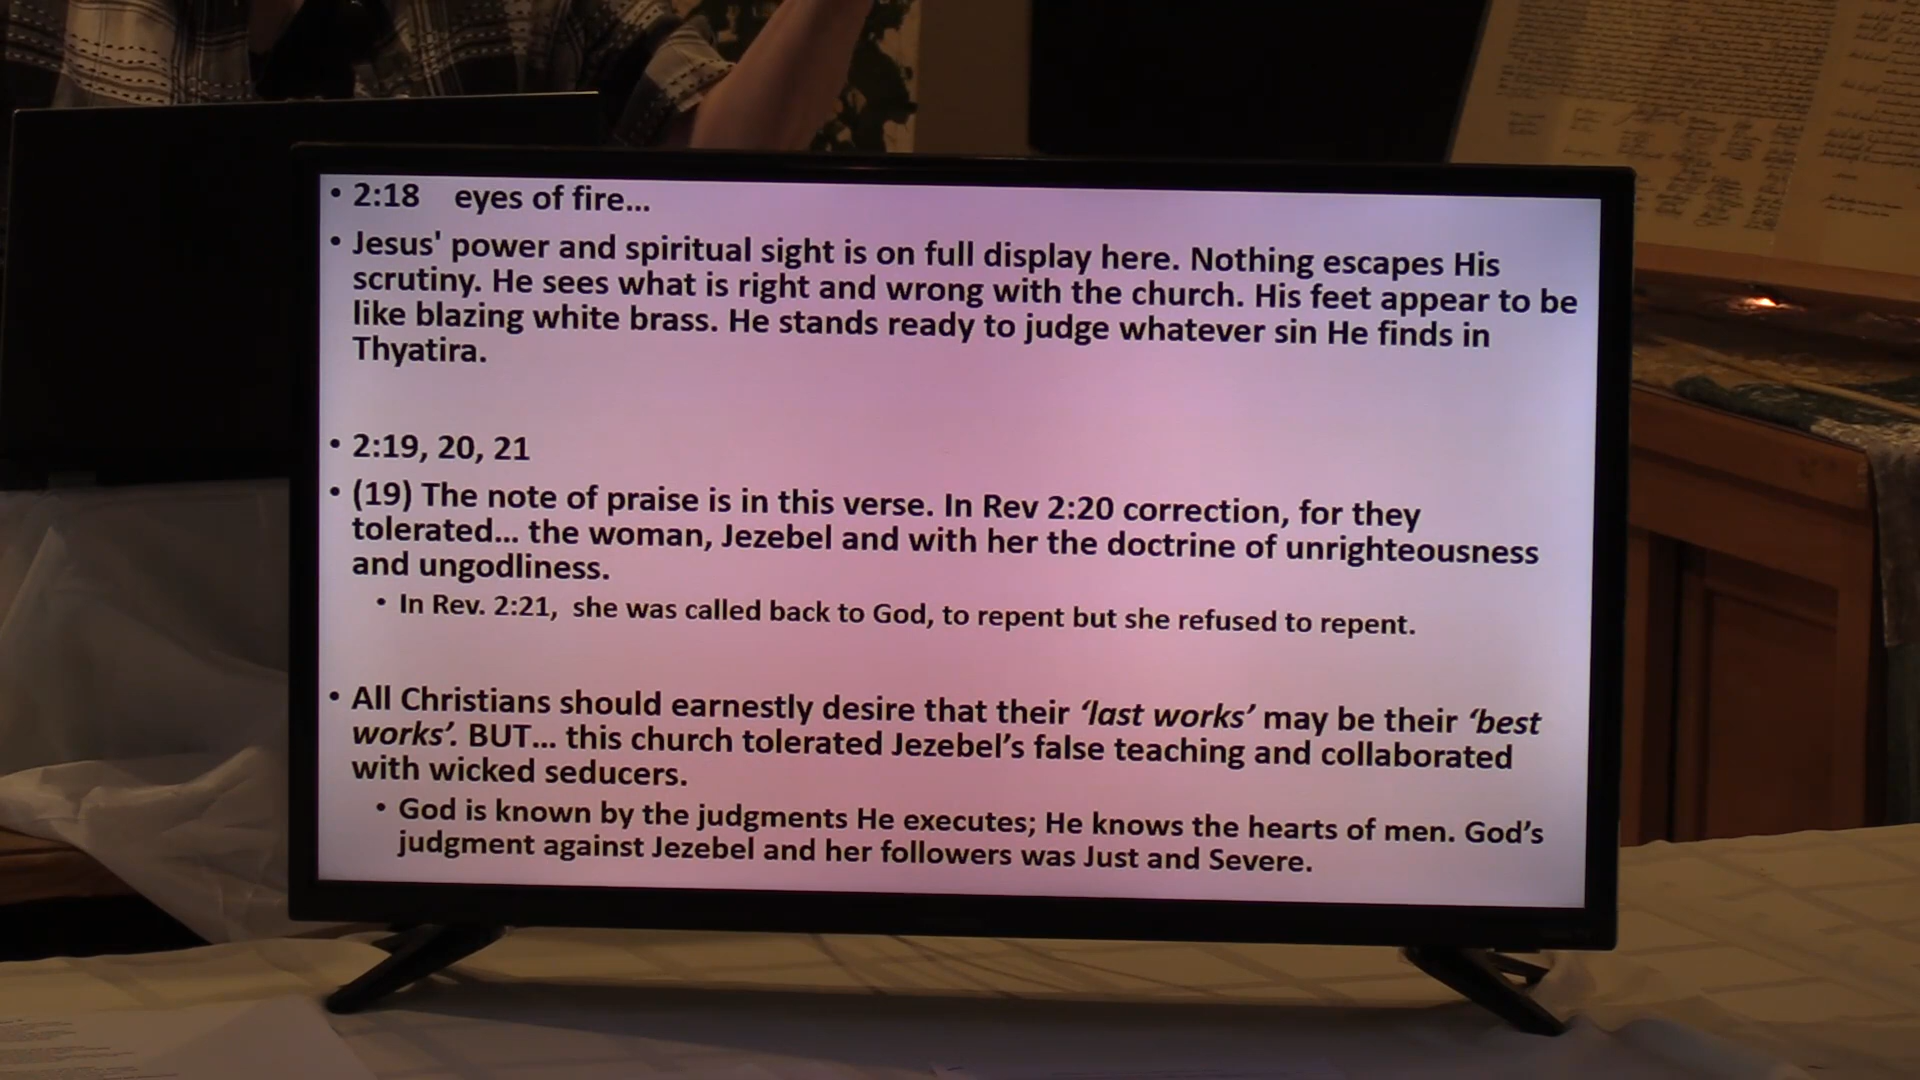 • 2:18 eyes of fire...
• Jesus' power and spiritual sight is on full display here. Nothing escapes His
scrutiny. He sees what is right and wrong with the church. His feet appear to be
like blazing white brass. He stands ready to judge whatever sin He finds in
Thyatira.
• 2:19, 20, 21
• (19) The note of praise is in this verse. In Rev 2:20 correction, for they
tolerated... the woman, Jezebel and with her the doctrine of unrighteousness
and ungodliness.
• In Rev. 2:21, she was called back to God, to repent but she refused to repent.
• All Christians should earnestly desire that their ‘last works’ may be their ‘best
works’. BUT... this church tolerated Jezebel’s false teaching and collaborated
with wicked seducers.
• God is known by the judgments He executes; He knows the hearts of men. God’s
judgment against Jezebel and her followers was Just and Severe.